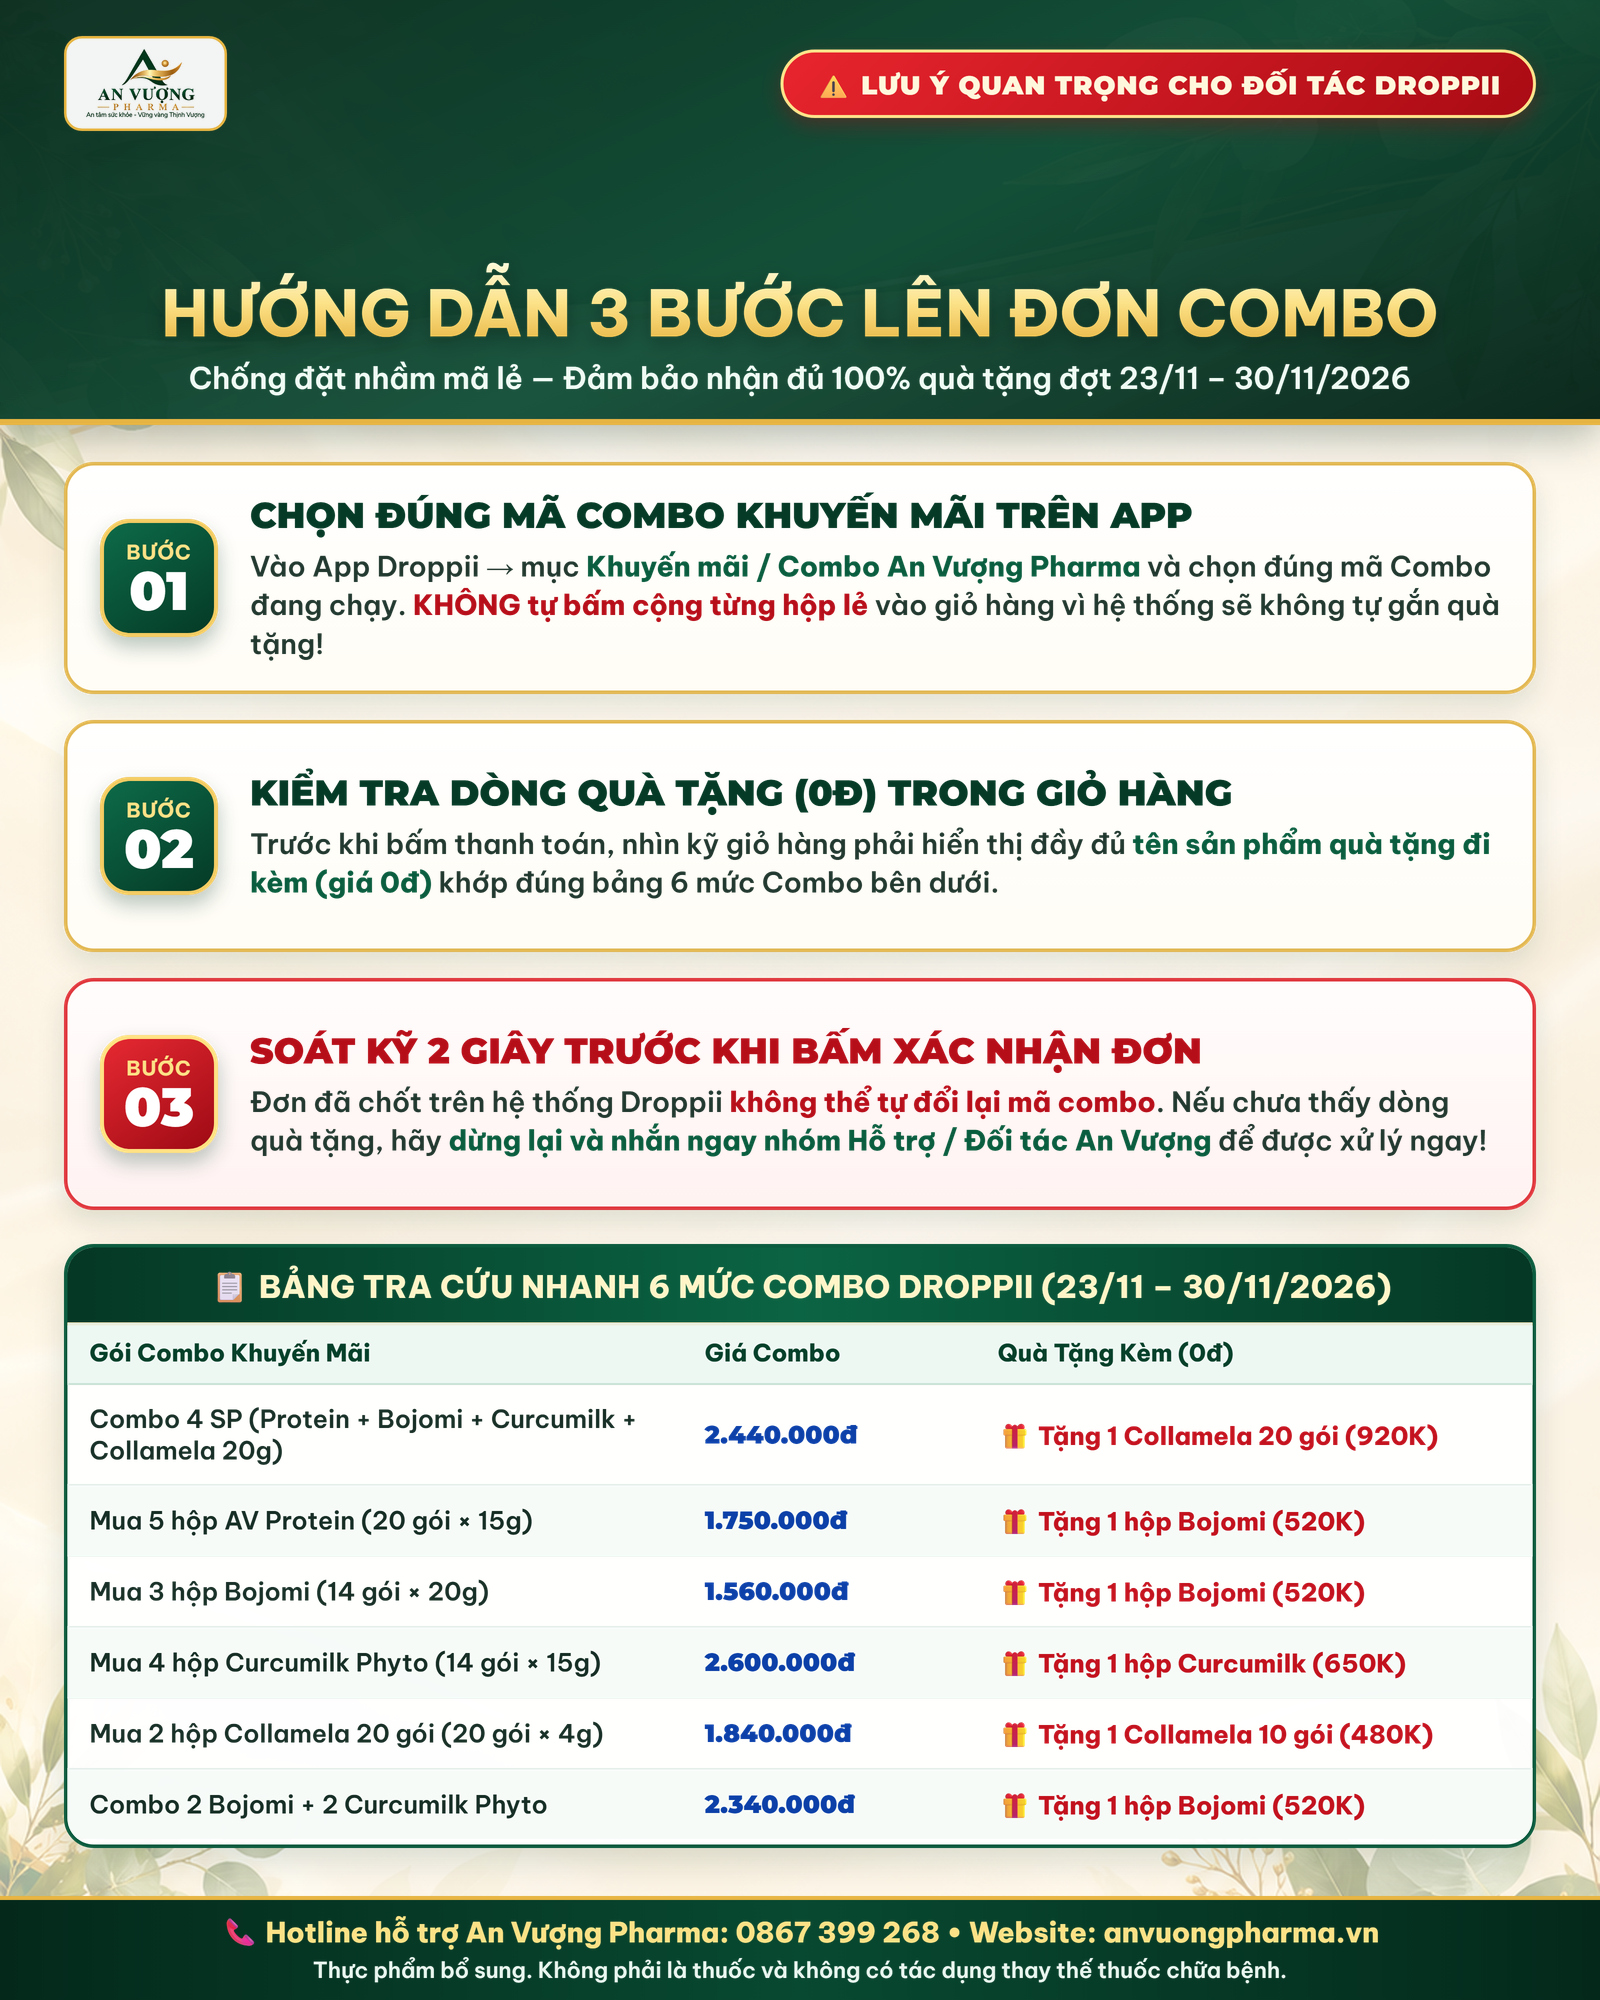 AN VƯỢNG
PHARMA
An tâm sức khỏe - Vững vàng Thịnh Vượng
⚠️ LƯU Ý QUAN TRỌNG CHO ĐỐI TÁC DROPPII
HƯỚNG DẪN 3 BƯỚC LÊN ĐƠN COMBO
Chống đặt nhầm mã lẻ — Đảm bảo nhận đủ 100% quà tặng đợt 23/11 – 30/11/2026
BƯỚC
01
CHỌN ĐÚNG MÃ COMBO KHUYẾN MÃI TRÊN APP
Vào App Droppii → mục Khuyến mãi / Combo An Vượng Pharma và chọn đúng mã Combo
đang chạy. KHÔNG tự bấm cộng từng hộp lẻ vào giỏ hàng vì hệ thống sẽ không tự gắn quà
tặng!
BƯỚC
02
KIỂM TRA DÒNG QUÀ TẶNG (0Đ) TRONG GIỎ HÀNG
Trước khi bấm thanh toán, nhìn kỹ giỏ hàng phải hiển thị đầy đủ tên sản phẩm quà tặng đi
kèm (giá 0đ) khớp đúng bảng 6 mức Combo bên dưới.
BƯỚC
03
SOÁT KỸ 2 GIÂY TRƯỚC KHI BẤM XÁC NHẬN ĐƠN
Đơn đã chốt trên hệ thống Droppii không thể tự đổi lại mã combo. Nếu chưa thấy dòng
quà tặng, hãy dừng lại và nhắn ngay nhóm Hỗ trợ / Đối tác An Vượng để được xử lý ngay!
📋 BẢNG TRA CỨU NHANH 6 MỨC COMBO DROPPII (23/11 – 30/11/2026)
Gói Combo Khuyến Mãi Giá Combo Quà Tặng Kèm (0đ)
Combo 4 SP (Protein + Bojomi + Curcumilk +
Collamela 20g) 2.440.000đ 🎁 Tặng 1 Collamela 20 gói (920K)
Mua 5 hộp AV Protein (20 gói × 15g) 1.750.000đ 🎁 Tặng 1 hộp Bojomi (520K)
Mua 3 hộp Bojomi (14 gói × 20g) 1.560.000đ 🎁 Tặng 1 hộp Bojomi (520K)
Mua 4 hộp Curcumilk Phyto (14 gói × 15g) 2.600.000đ 🎁 Tặng 1 hộp Curcumilk (650K)
Mua 2 hộp Collamela 20 gói (20 gói × 4g) 1.840.000đ 🎁 Tặng 1 Collamela 10 gói (480K)
Combo 2 Bojomi + 2 Curcumilk Phyto 2.340.000đ 🎁 Tặng 1 hộp Bojomi (520K)
📞 Hotline hỗ trợ An Vượng Pharma: 0867 399 268 • Website: anvuongpharma.vn
Thực phẩm bổ sung. Không phải là thuốc và không có tác dụng thay thế thuốc chữa bệnh.